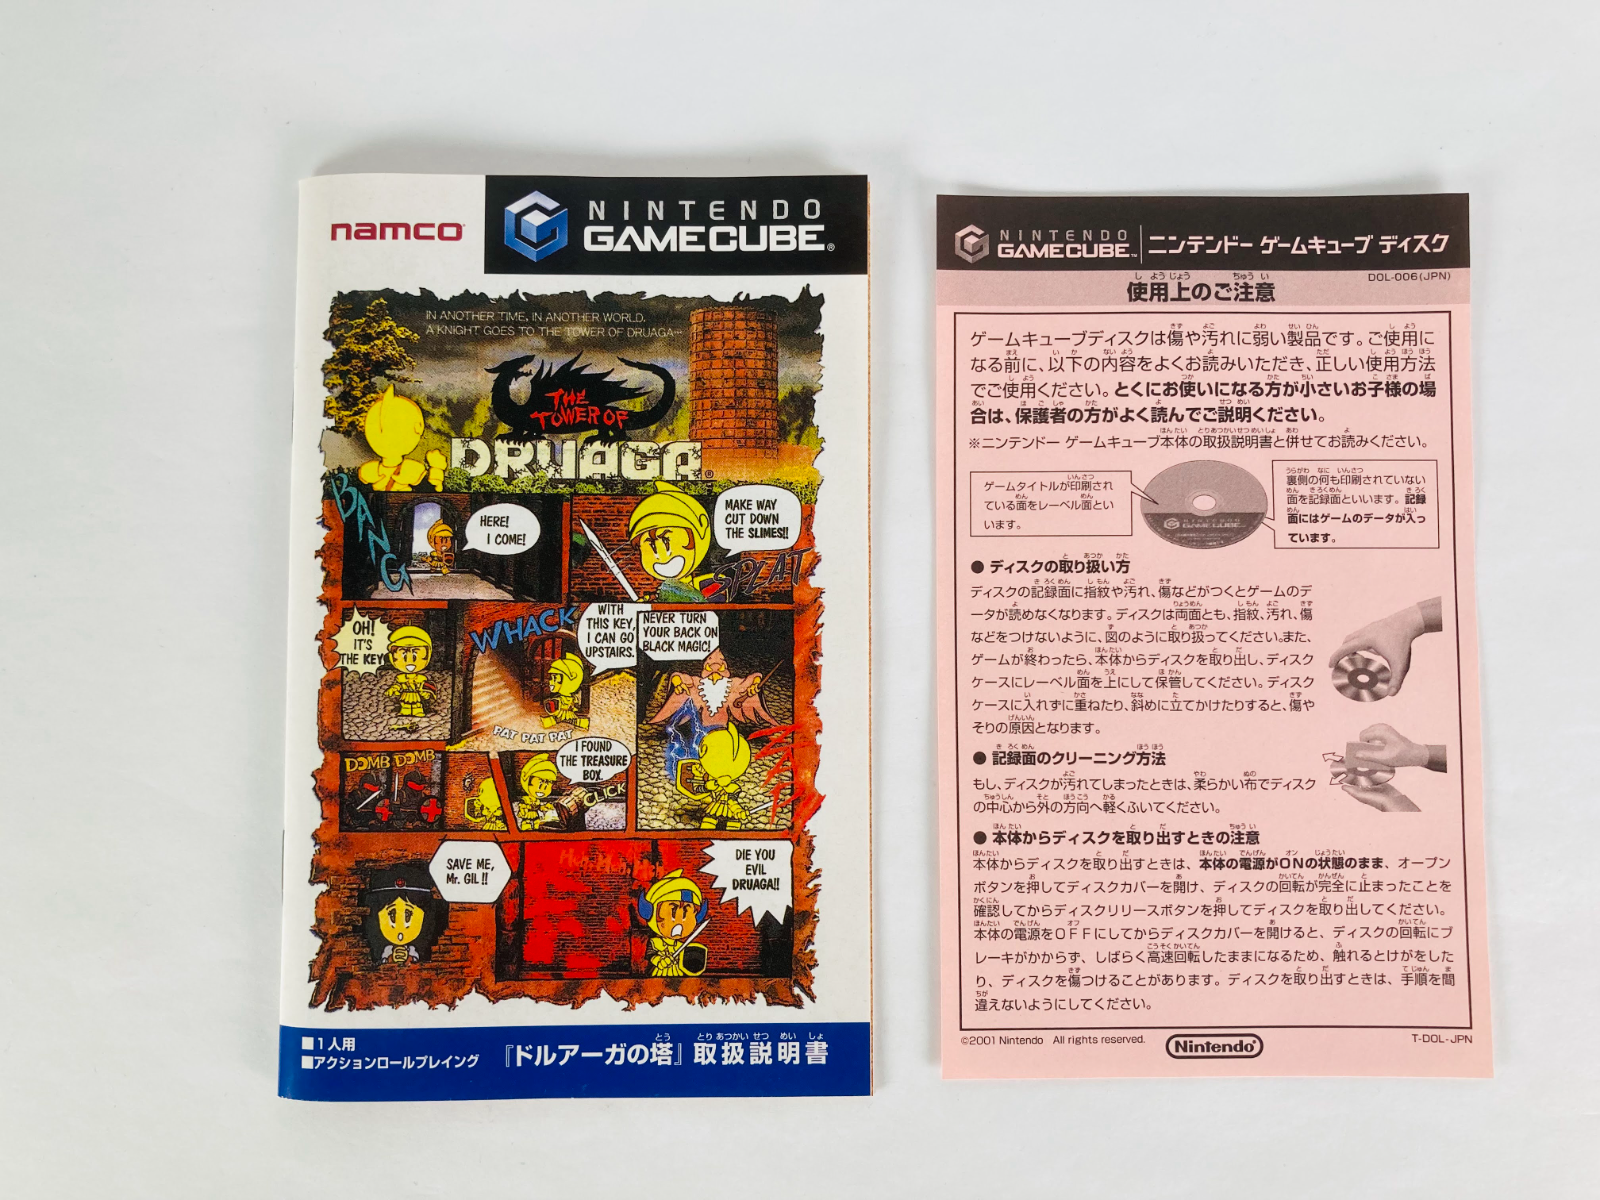 namco
NINTENDO
GAMECUBE®
IN ANOTHER TIME, IN ANOTHER WORLD.
A KNIGHT GOES TO THE TOWER OF DRUAGA…
THE
TOWER OF
DRUAGA®
BANG
HERE!
I COME!
MAKE WAY
CUT DOWN
THE SLIMES!!
SPLAT
OH!
IT'S
THE KEY
WHACK
WITH
THIS KEY,
I CAN GO
UPSTAIRS.
PAT PAT PAT
NEVER TURN
YOUR BACK ON
BLACK MAGIC!
DOMB DOMB
I FOUND
THE TREASURE
BOX.
CLICK
SAVE ME,
Mr. GIL!!
DIE YOU
EVIL
DRUAGA!!
■1人用
■アクションロールプレイング
『ドルアーガの塔』取扱説明書
NINTENDO
GAMECUBE™
ニンテンドー ゲームキューブ ディスク
DOL-006(JPN)
使用上のご注意
ゲームキューブディスクは傷や汚れに弱い製品です。ご使用に
なる前に、以下の内容をよくお読みいただき、正しい使用方法
でご使用ください。とくにお使いになる方が小さいお子様の場
合は、保護者の方がよく読んでご説明ください。
※ニンテンドー ゲームキューブ本体の取扱説明書と併せてお読みください。
ゲームタイトルが印刷され
ている面をレーベル面とい
います。
NINTENDO
GAMECUBE
裏側の何も印刷されていない
面を記録面といいます。記録
面にはゲームのデータが入っ
ています。
● ディスクの取り扱い方
ディスクの記録面に指紋や汚れ、傷などがつくとゲームのデ
ータが読めなくなります。ディスクは両面とも、指紋、汚れ、傷
などをつけないように、図のように取り扱ってください。また、
ゲームが終わったら、本体からディスクを取り出し、ディスク
ケースにレーベル面を上にして保管してください。ディスク
ケースに入れずに重ねたり、斜めに立てかけたりすると、傷や
そりの原因となります。
● 記録面のクリーニング方法
もし、ディスクが汚れてしまったときは、柔らかい布でディスク
の中心から外の方向へ軽くふいてください。
● 本体からディスクを取り出すときの注意
本体からディスクを取り出すときは、本体の電源がONの状態のまま、オープン
ボタンを押してディスクカバーを開け、ディスクの回転が完全に止まったことを
確認してからディスクリリースボタンを押してディスクを取り出してください。
本体の電源をOFFにしてからディスクカバーを開けると、ディスクの回転にブ
レーキがかからず、しばらく高速回転したままになるため、触れるとけがをした
り、ディスクを傷つけることがあります。ディスクを取り出すときは、手順を間
違えないようにしてください。
©2001 Nintendo All rights reserved.
Nintendo®
T-DOL-JPN